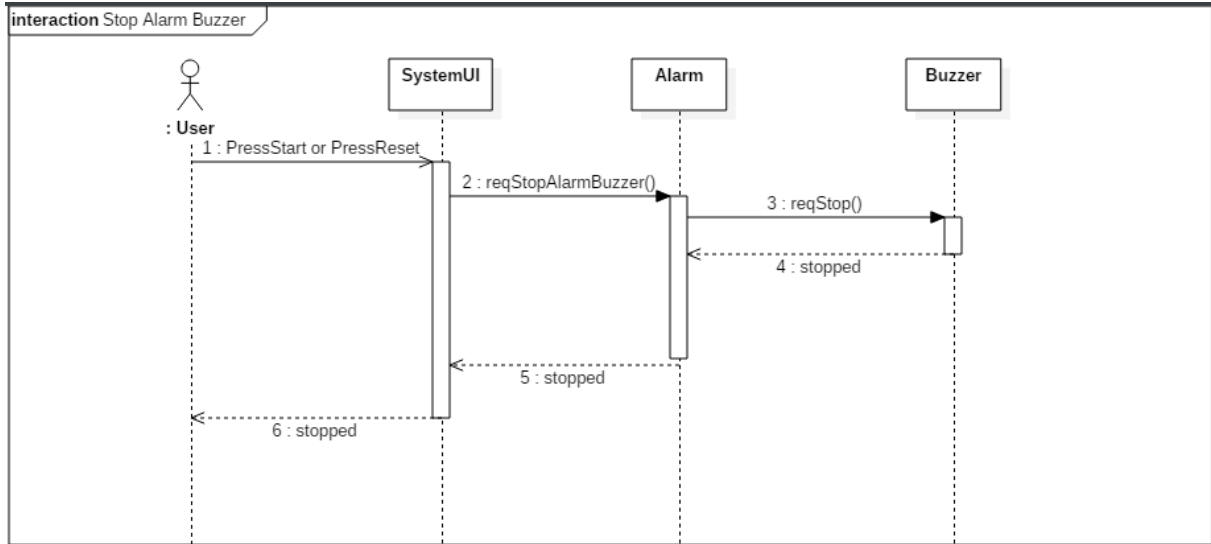 interaction Stop Alarm Buzzer
SystemUI
Alarm
Buzzer
: User
1 : PressStart or PressReset
2 : reqStopAlarmBuzzer()
3 : reqStop()
4 : stopped
5 : stopped
6 : stopped